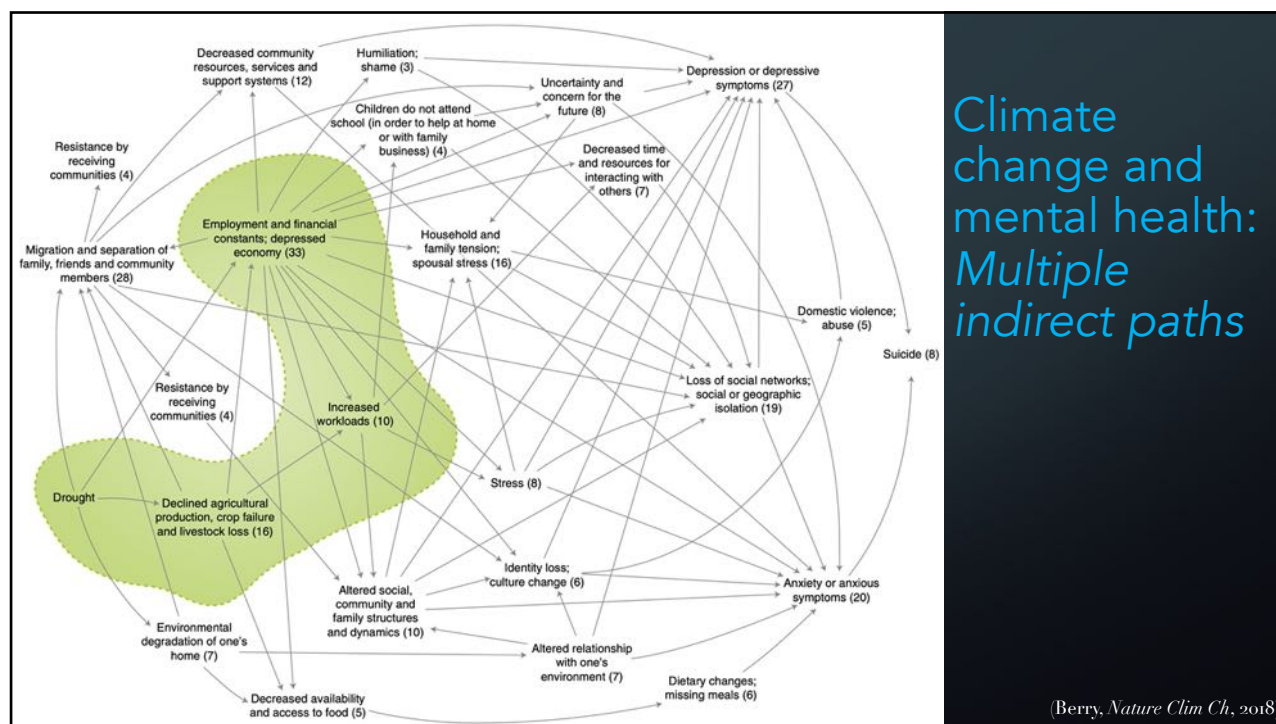 Decreased community
resources, services and
support systems (12)
Humiliation;
shame (3)
Depression or depressive
symptoms (27)
Uncertainty and
concern for the
future (8)
Children do not attend
school (in order to help at home
or with family
business) (4)
Resistance by
receiving
communities (4)
Decreased time
and resources for
interacting with
others (7)
Employment and financial
constants; depressed
economy (33)
Household and
family tension;
spousal stress (16)
Migration and separation of
family, friends and community
members (28)
Domestic violence;
abuse (5)
Suicide (8)
Resistance by
receiving
communities (4)
Increased
workloads (10)
Loss of social networks;
social or geographic
isolation (19)
Drought
Declined agricultural
production, crop failure
and livestock loss (16)
Stress (8)
Identity loss;
culture change (6)
Anxiety or anxious
symptoms (20)
Altered social,
community and
family structures
and dynamics (10)
Environmental
degradation of one's
home (7)
Altered relationship
with one's
environment (7)
Dietary changes;
missing meals (6)
Decreased availability
and access to food (5)
Climate
change and
mental health:
Multiple
indirect paths
(Berry, Nature Clim Ch, 2018